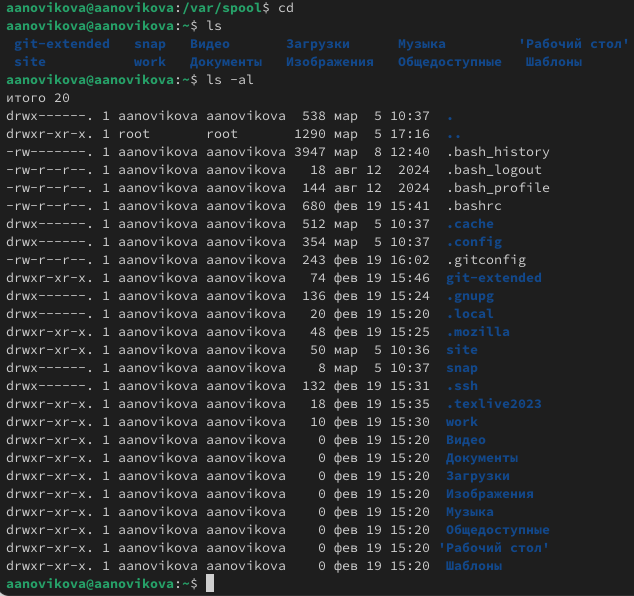 aanovikova@aanovikova:/var/spool$ cd
aanovikova@aanovikova:~$ ls
git-extended   snap   Видео       Загрузки      Музыка         'Рабочий стол'
site           work   Документы   Изображения   Общедоступные   Шаблоны
aanovikova@aanovikova:~$ ls -al
итого 20
drwx------. 1 aanovikova aanovikova  538 мар  5 10:37  .
drwxr-xr-x. 1 root       root       1290 мар  5 17:16  ..
-rw-------. 1 aanovikova aanovikova 3947 мар  8 12:40  .bash_history
-rw-r--r--. 1 aanovikova aanovikova   18 авг 12  2024  .bash_logout
-rw-r--r--. 1 aanovikova aanovikova  144 авг 12  2024  .bash_profile
-rw-r--r--. 1 aanovikova aanovikova  680 фев 19 15:41  .bashrc
drwx------. 1 aanovikova aanovikova  512 мар  5 10:37  .cache
drwx------. 1 aanovikova aanovikova  354 мар  5 10:37  .config
-rw-r--r--. 1 aanovikova aanovikova  243 фев 19 16:02  .gitconfig
drwxr-xr-x. 1 aanovikova aanovikova   74 фев 19 15:46  git-extended
drwx------. 1 aanovikova aanovikova  136 фев 19 15:24  .gnupg
drwx------. 1 aanovikova aanovikova   20 фев 19 15:20  .local
drwxr-xr-x. 1 aanovikova aanovikova   48 фев 19 15:25  .mozilla
drwxr-xr-x. 1 aanovikova aanovikova   50 мар  5 10:36  site
drwx------. 1 aanovikova aanovikova    8 мар  5 10:37  snap
drwx------. 1 aanovikova aanovikova  132 фев 19 15:31  .ssh
drwxr-xr-x. 1 aanovikova aanovikova   18 фев 19 15:35  .texlive2023
drwxr-xr-x. 1 aanovikova aanovikova   10 фев 19 15:30  work
drwxr-xr-x. 1 aanovikova aanovikova    0 фев 19 15:20  Видео
drwxr-xr-x. 1 aanovikova aanovikova    0 фев 19 15:20  Документы
drwxr-xr-x. 1 aanovikova aanovikova    0 фев 19 15:20  Загрузки
drwxr-xr-x. 1 aanovikova aanovikova    0 фев 19 15:20  Изображения
drwxr-xr-x. 1 aanovikova aanovikova    0 фев 19 15:20  Музыка
drwxr-xr-x. 1 aanovikova aanovikova    0 фев 19 15:20  Общедоступные
drwxr-xr-x. 1 aanovikova aanovikova    0 фев 19 15:20 'Рабочий стол'
drwxr-xr-x. 1 aanovikova aanovikova    0 фев 19 15:20  Шаблоны
aanovikova@aanovikova:~$